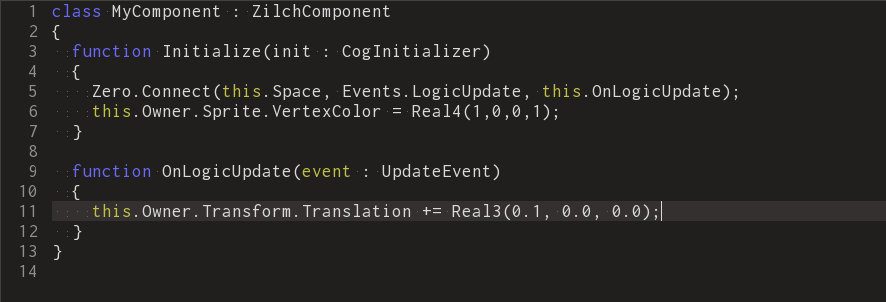 1 class MyComponent : ZilchComponent
2 {
3   function Initialize(init : CogInitializer)
4   {
5     Zero.Connect(this.Space, Events.LogicUpdate, this.OnLogicUpdate);
6     this.Owner.Sprite.VertexColor = Real4(1,0,0,1);
7   }
8
9   function OnLogicUpdate(event : UpdateEvent)
10   {
11     this.Owner.Transform.Translation += Real3(0.1, 0.0, 0.0);
12   }
13 }
14